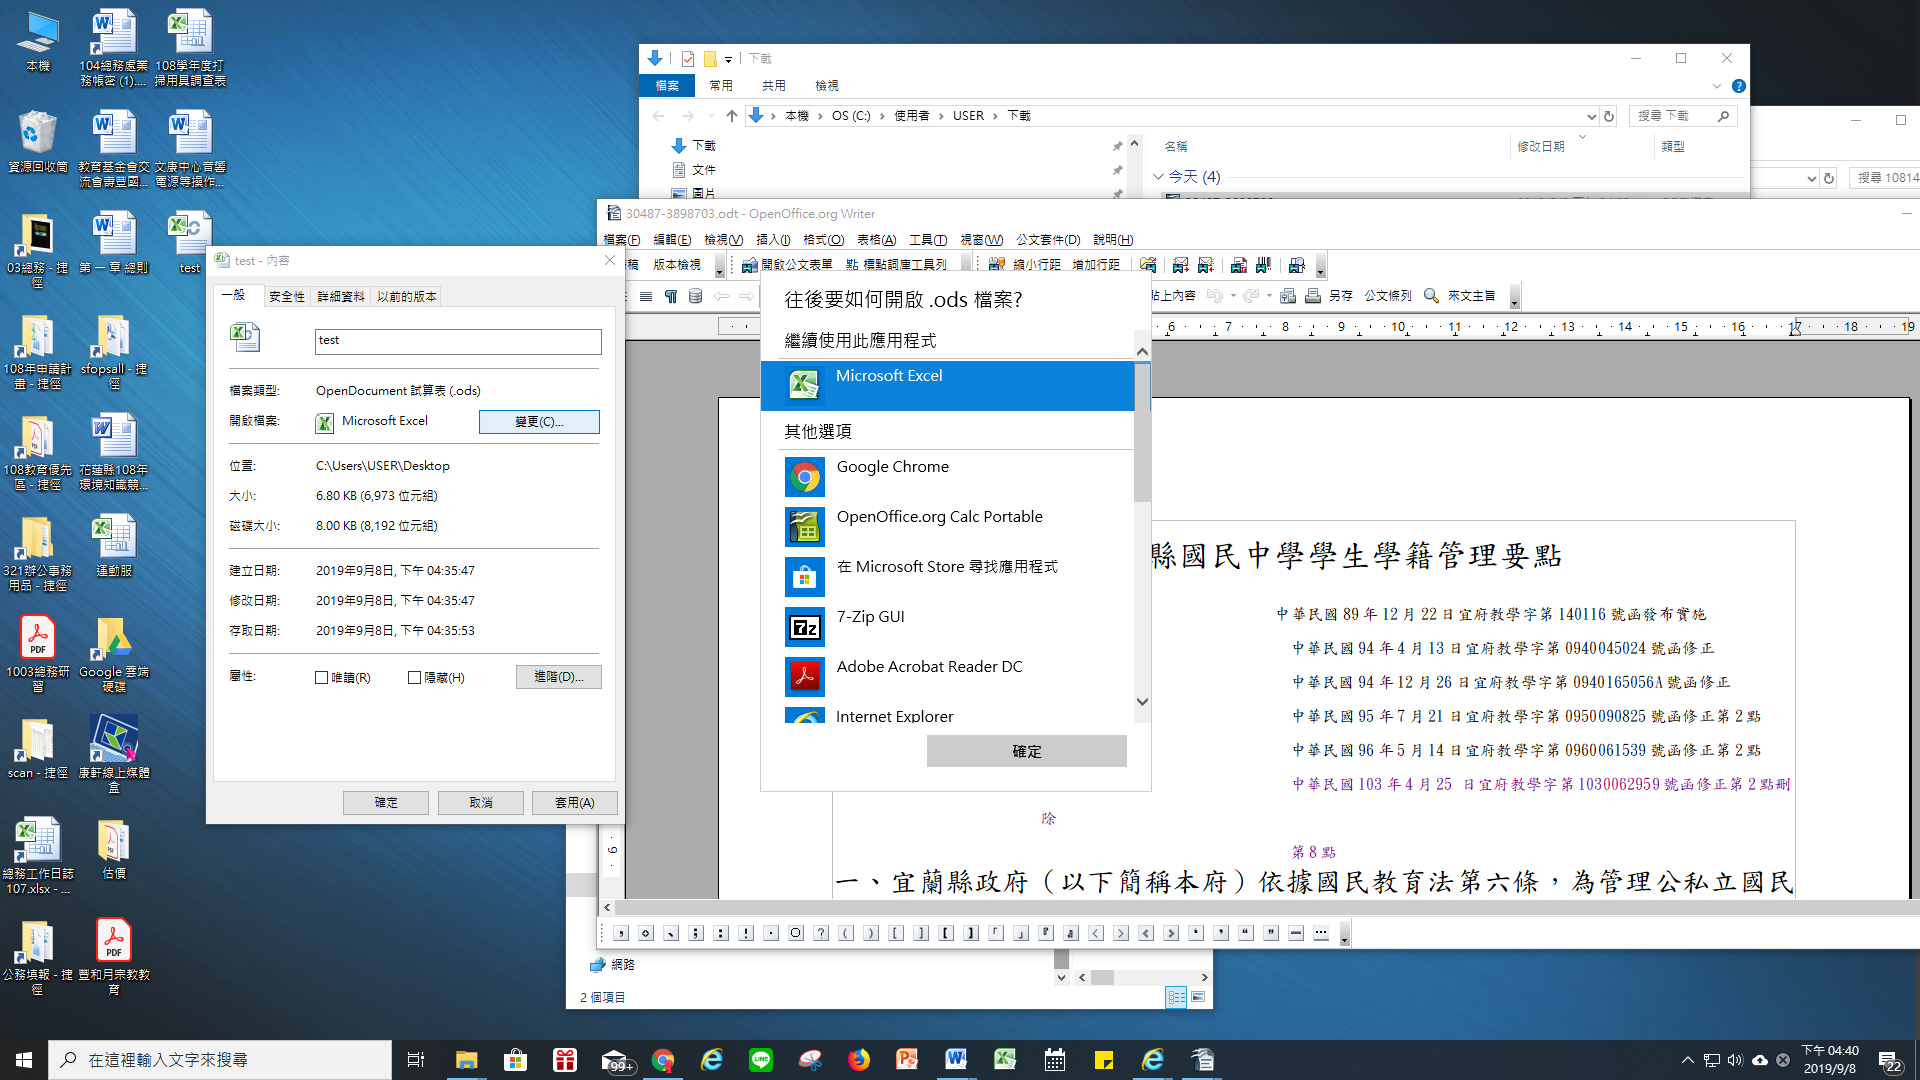 本機
104總務處業
務帳密 (1)....
108學年度打
掃用具調查表
資源回收筒
教育基金會交
流會壽豐國...
文康中心音響
電源等操作...
03總務 - 捷
徑
第一章 總則
test
108年申請計
畫 - 捷徑
sfopsall - 捷
徑
108教育優先
區 - 捷徑
花蓮縣108年
環境知識競...
321辦公事務
用品 - 捷徑
運動服
1003總務研
習
Google 雲端
硬碟
scan - 捷徑
康軒線上媒體
盒
總務工作日誌
107.xlsx - ...
估價
公務填報 - 捷
徑
豐和月宗教教
育
下載
檔案
常用
共用
檢視
本機 › OS (C:) › 使用者 › USER › 下載
搜尋 下載
下載
文件
圖片
名稱
修改日期
類型
今天 (4)
搜尋 10814
30487-3898703.odt - OpenOffice.org Writer
檔案(F) 編輯(E) 檢視(V) 插入(I) 格式(O) 表格(A) 工具(T) 視窗(W) 公文套件(D) 說明(H)
稿 版本檢視 開啟公文表單 點 標點詞庫工具列 縮小行距 增加行距
貼上內容 另存 公文條列 來文主旨
6 7 8 9 10 11 12 13 14 15 16 17 18 19
test - 內容
一般 安全性 詳細資料 以前的版本
test
檔案類型: OpenDocument 試算表 (.ods)
開啟檔案: Microsoft Excel 變更(C)...
位置: C:\Users\USER\Desktop
大小: 6.80 KB (6,973 位元組)
磁碟大小: 8.00 KB (8,192 位元組)
建立日期: 2019年9月8日, 下午 04:35:47
修改日期: 2019年9月8日, 下午 04:35:47
存取日期: 2019年9月8日, 下午 04:35:53
屬性: 唯讀(R) 隱藏(H) 進階(D)...
確定 取消 套用(A)
往後要如何開啟 .ods 檔案?
繼續使用此應用程式
Microsoft Excel
其他選項
Google Chrome
OpenOffice.org Calc Portable
在 Microsoft Store 尋找應用程式
7-Zip GUI
Adobe Acrobat Reader DC
Internet Explorer
確定
縣國民中學學生學籍管理要點
中華民國 89 年 12 月 22 日宜府教學字第 140116 號函發布實施
中華民國 94 年 4 月 13 日宜府教學字第 0940045024 號函修正
中華民國 94 年 12 月 26 日宜府教學字第 0940165056A 號函修正
中華民國 95 年 7 月 21 日宜府教學字第 0950090825 號函修正第 2 點
中華民國 96 年 5 月 14 日宜府教學字第 0960061539 號函修正第 2 點
中華民國 103 年 4 月 25 日宜府教學字第 1030062959 號函修正第 2 點刪
除
第 8 點
一、宜蘭縣政府（以下簡稱本府）依據國民教育法第六條，為管理公私立國民
網路
2 個項目
在這裡輸入文字來搜尋
99+
下午 04:40
2019/9/8
22